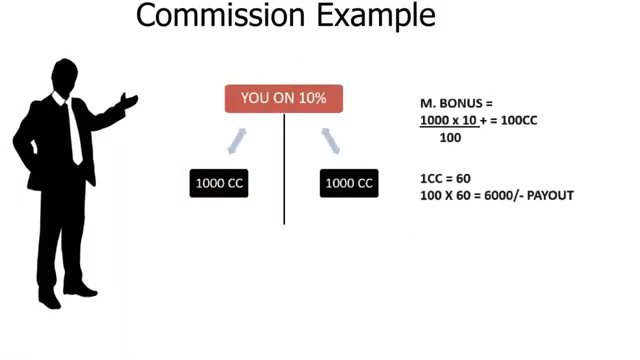 Commission Example
YOU ON 10%
1000 CC
1000 CC
M. BONUS =
1000 x 10 + = 100CC
100
1CC = 60
100 X 60 = 6000/- PAYOUT